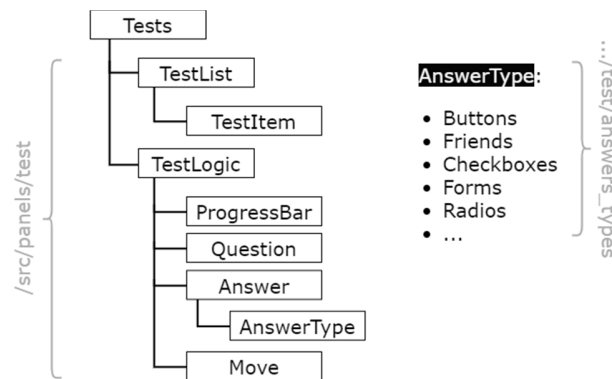 Tests
TestList
TestItem
TestLogic
ProgressBar
Question
Answer
AnswerType
Move
/src/panels/test
AnswerType:
• Buttons
• Friends
• Checkboxes
• Forms
• Radios
• ...
.../test/answers_types